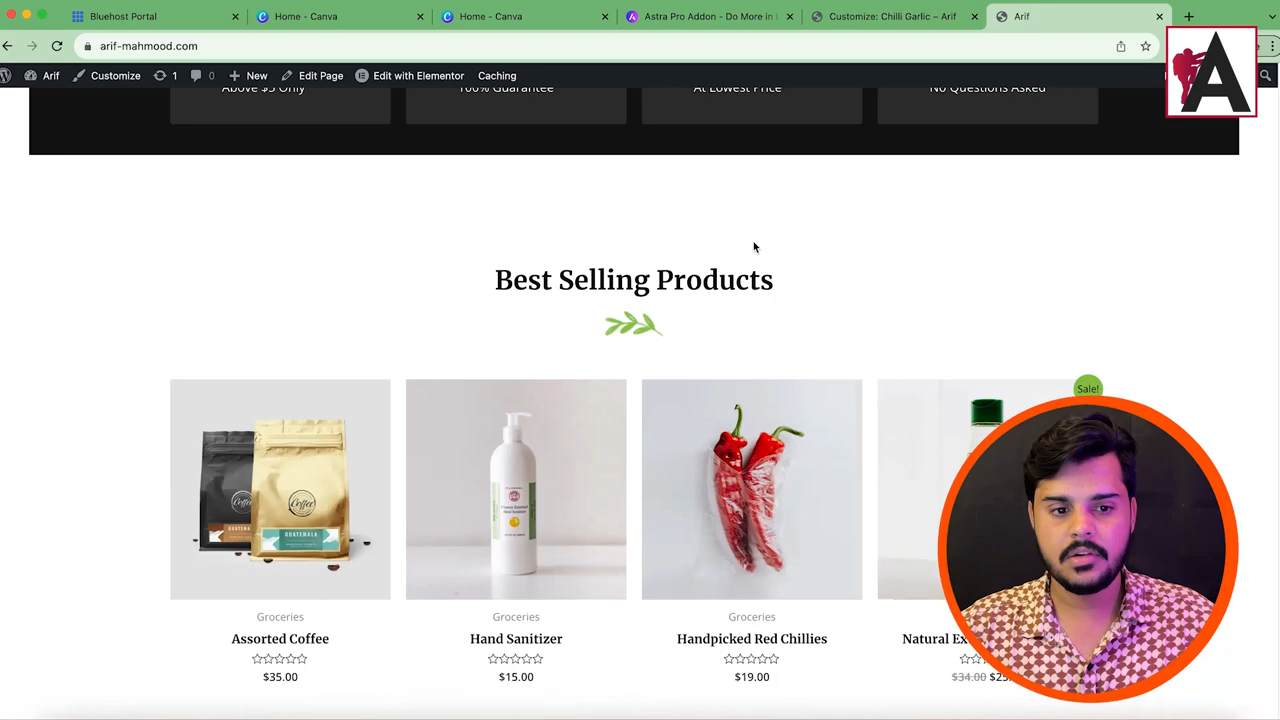 Bluehost Portal
Home - Canva
Home - Canva
Astra Pro Addon - Do More in
Customize: Chilli Garlic – Arif
Arif
arif-mahmood.com
Arif
Customize
1
0
New
Edit Page
Edit with Elementor
Caching
A
Above $5 Only
100% Guarantee
At Lowest Price
No Questions Asked
Best Selling Products
Sale!
Coffee
Coffee
GUATEMALA
Groceries
Groceries
Groceries
Assorted Coffee
Hand Sanitizer
Handpicked Red Chillies
Natural
$35.00
$15.00
$19.00
$34.00